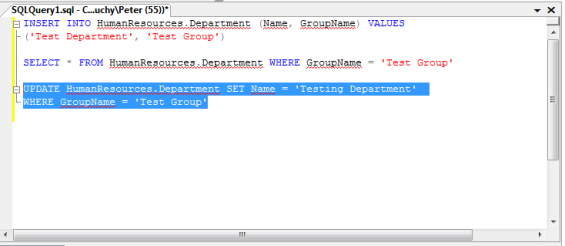 SQLQuery1.sql - C...uchy\Peter (55))*
INSERT INTO HumanResources.Department (Name, GroupName) VALUES
('Test Department', 'Test Group')
SELECT * FROM HumanResources.Department WHERE GroupName = 'Test Group'
UPDATE HumanResources.Department SET Name = 'Testing Department'
WHERE GroupName = 'Test Group'